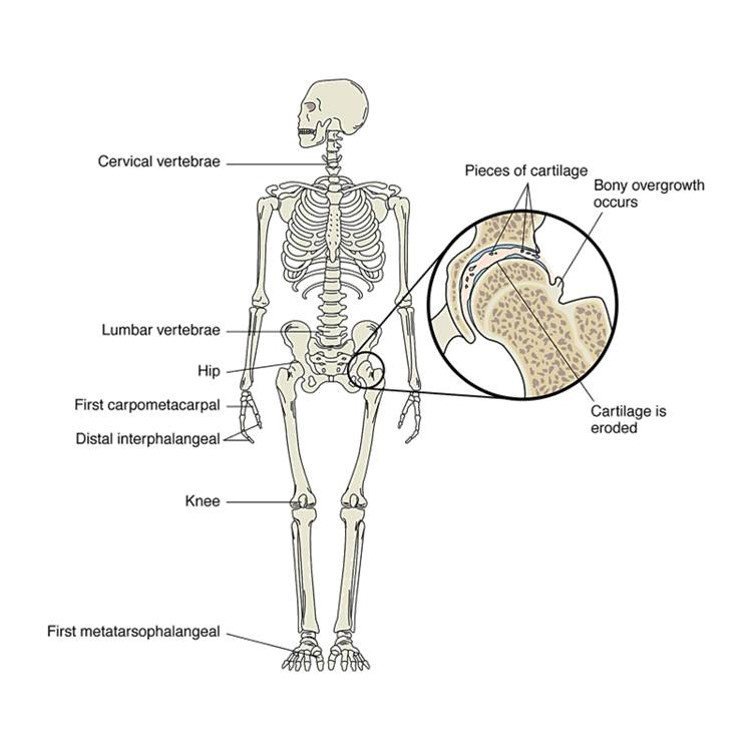 Cervical vertebrae
Lumbar vertebrae
Hip
First carpometacarpal
Distal interphalangeal
Knee
First metatarsophalangeal
Pieces of cartilage
Bony overgrowth
occurs
Cartilage is
eroded